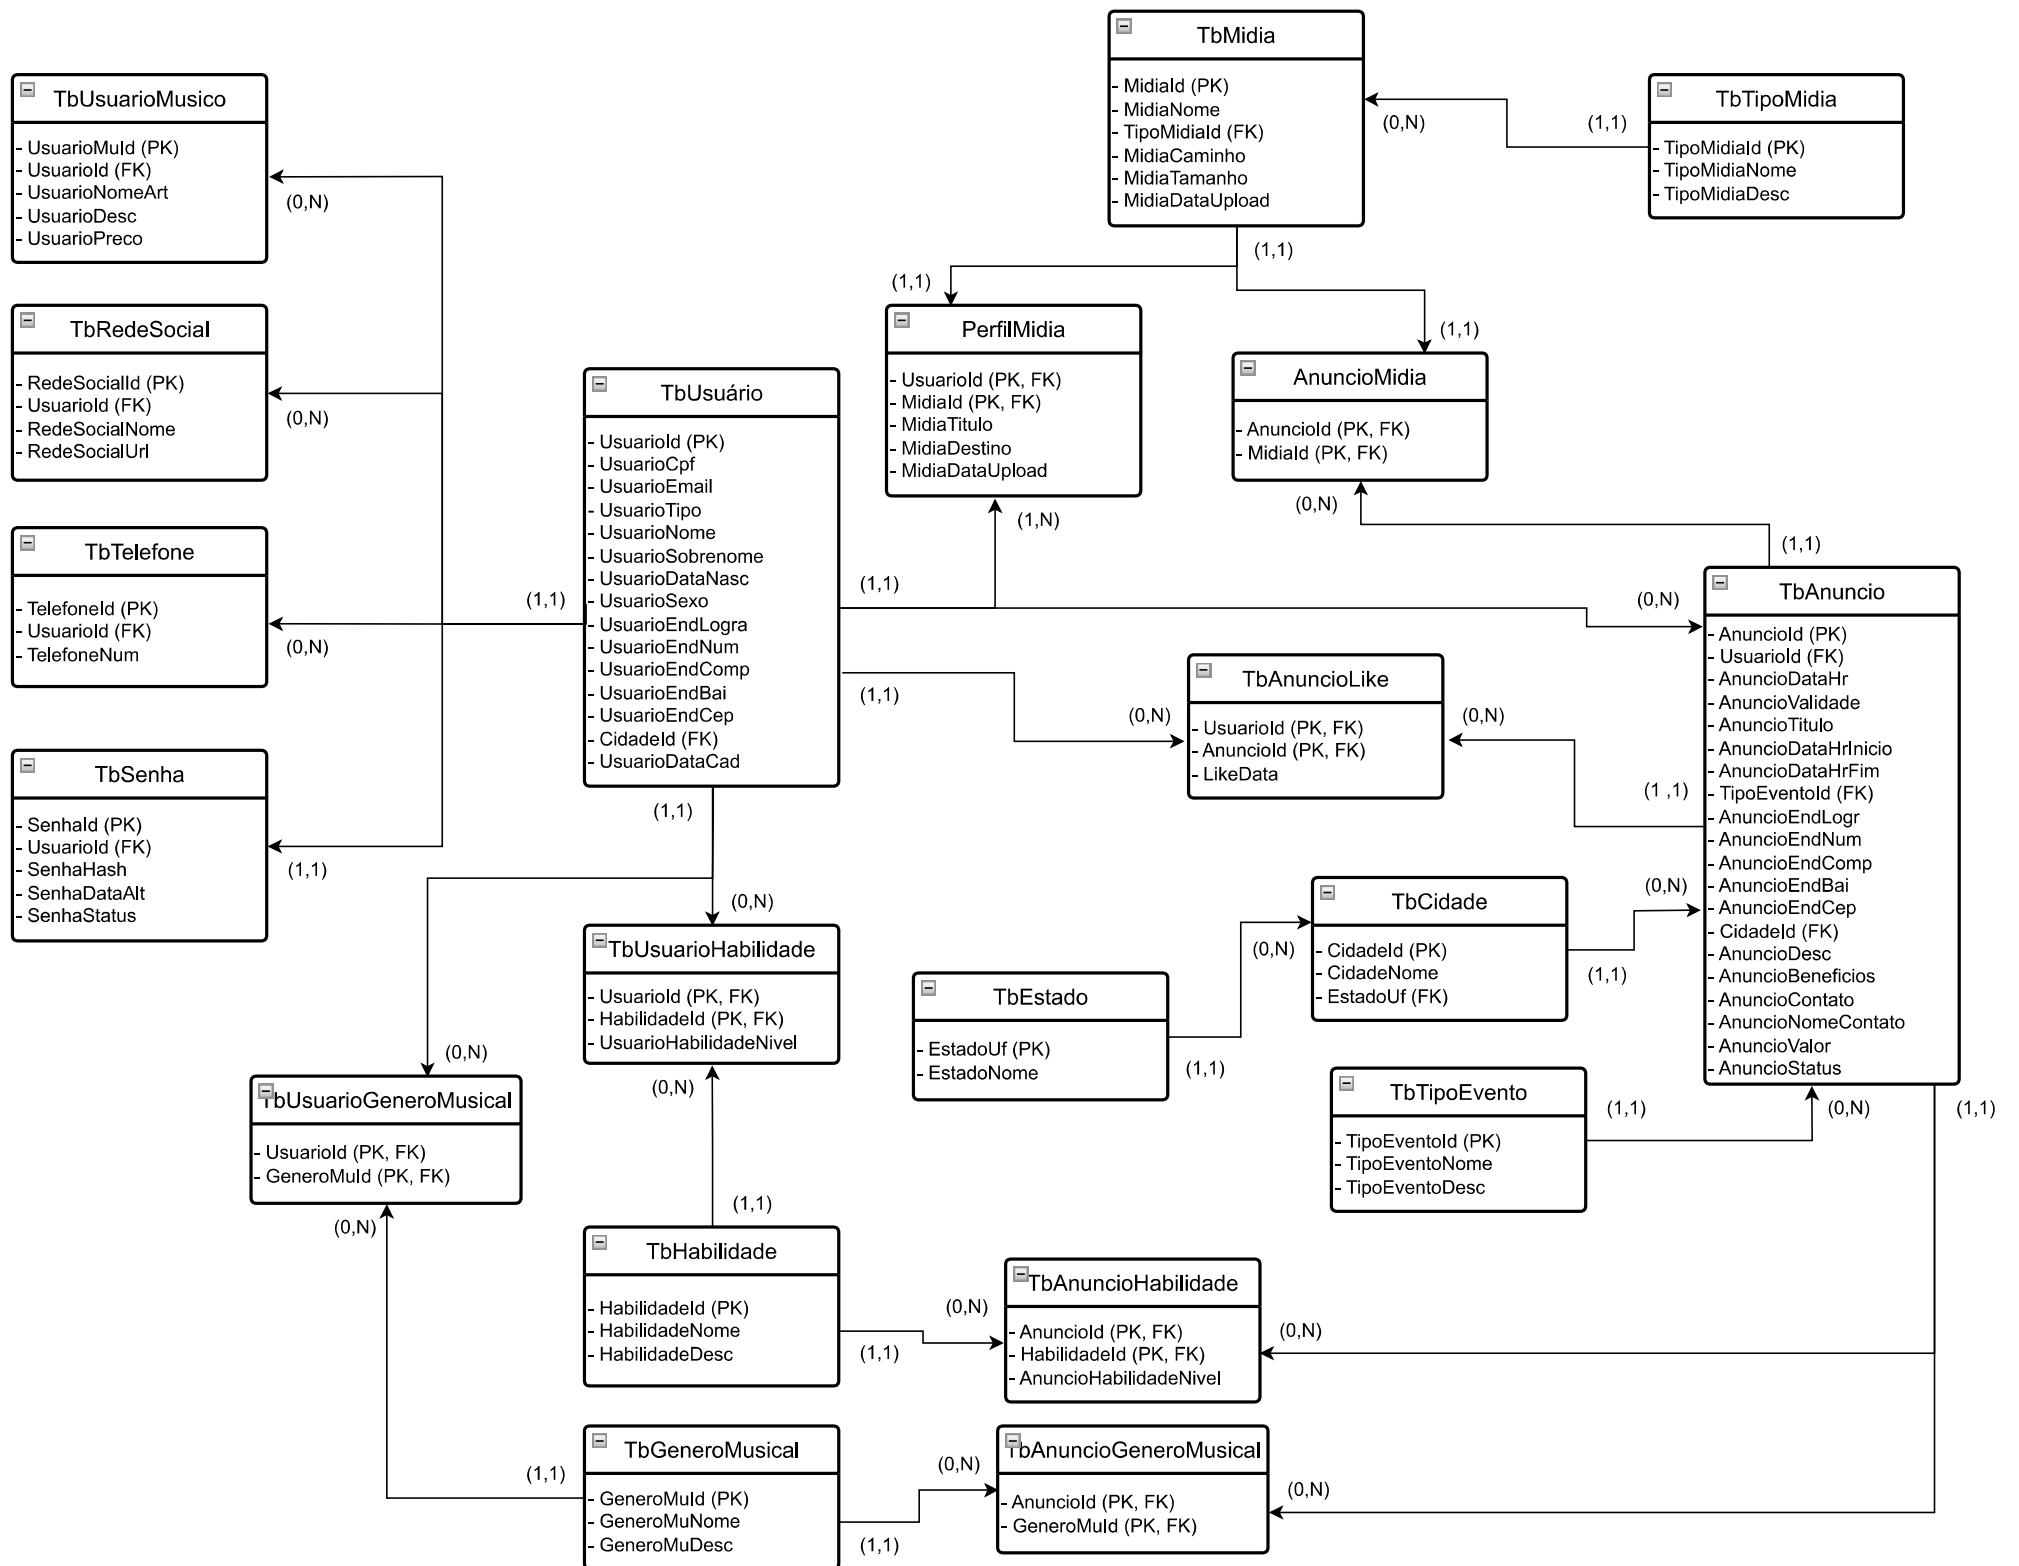 TbMidia
- MidiaId (PK)
- MidiaNome
- TipoMidiaId (FK)
- MidiaCaminho
- MidiaTamanho
- MidiaDataUpload
(0,N)
(1,1)
TbTipoMidia
- TipoMidiaId (PK)
- TipoMidiaNome
- TipoMidiaDesc
TbUsuarioMusico
- UsuarioMuId (PK)
- UsuarioId (FK)
- UsuarioNomeArt
- UsuarioDesc
- UsuarioPreco
(0,N)
(1,1)
(1,1)
(1,1)
TbRedeSocial
- RedeSocialId (PK)
- UsuarioId (FK)
- RedeSocialNome
- RedeSocialUrl
(0,N)
PerfilMidia
- UsuarioId (PK, FK)
- MidiaId (PK, FK)
- MidiaTitulo
- MidiaDestino
- MidiaDataUpload
(1,N)
AnuncioMidia
- AnuncioId (PK, FK)
- MidiaId (PK, FK)
(0,N)
(1,1)
TbUsuário
- UsuarioId (PK)
- UsuarioCpf
- UsuarioEmail
- UsuarioTipo
- UsuarioNome
- UsuarioSobrenome
- UsuarioDataNasc
- UsuarioSexo
- UsuarioEndLogra
- UsuarioEndNum
- UsuarioEndComp
- UsuarioEndBai
- UsuarioEndCep
- CidadeId (FK)
- UsuarioDataCad
(1,1)
(1,1)
(1,1)
(1,1)
TbTelefone
- TelefoneId (PK)
- UsuarioId (FK)
- TelefoneNum
(0,N)
TbSenha
- SenhaId (PK)
- UsuarioId (FK)
- SenhaHash
- SenhaDataAlt
- SenhaStatus
(1,1)
(0,N)
TbAnuncio
- AnuncioId (PK)
- UsuarioId (FK)
- AnuncioDataHr
- AnuncioValidade
- AnuncioTitulo
- AnuncioDataHrInicio
- AnuncioDataHrFim
- TipoEventoId (FK)
- AnuncioEndLogr
- AnuncioEndNum
- AnuncioEndComp
- AnuncioEndBai
- AnuncioEndCep
- CidadeId (FK)
- AnuncioDesc
- AnuncioBeneficios
- AnuncioContato
- AnuncioNomeContato
- AnuncioValor
- AnuncioStatus
(0,N)
TbAnuncioLike
- UsuarioId (PK, FK)
- AnuncioId (PK, FK)
- LikeData
(0,N)
(1 ,1)
(0,N)
TbUsuarioHabilidade
- UsuarioId (PK, FK)
- HabilidadeId (PK, FK)
- UsuarioHabilidadeNivel
(0,N)
TbEstado
- EstadoUf (PK)
- EstadoNome
(1,1)
(0,N)
TbCidade
- CidadeId (PK)
- CidadeNome
- EstadoUf (FK)
(1,1)
(0,N)
(0,N)
TbUsuarioGeneroMusical
- UsuarioId (PK, FK)
- GeneroMuId (PK, FK)
(0,N)
TbTipoEvento
- TipoEventoId (PK)
- TipoEventoNome
- TipoEventoDesc
(1,1)
(0,N)
(1,1)
(1,1)
TbHabilidade
- HabilidadeId (PK)
- HabilidadeNome
- HabilidadeDesc
(1,1)
(0,N)
TbAnuncioHabilidade
- AnuncioId (PK, FK)
- HabilidadeId (PK, FK)
- AnuncioHabilidadeNivel
(0,N)
(1,1)
TbGeneroMusical
- GeneroMuId (PK)
- GeneroMuNome
- GeneroMuDesc
(1,1)
(0,N)
TbAnuncioGeneroMusical
- AnuncioId (PK, FK)
- GeneroMuId (PK, FK)
(0,N)